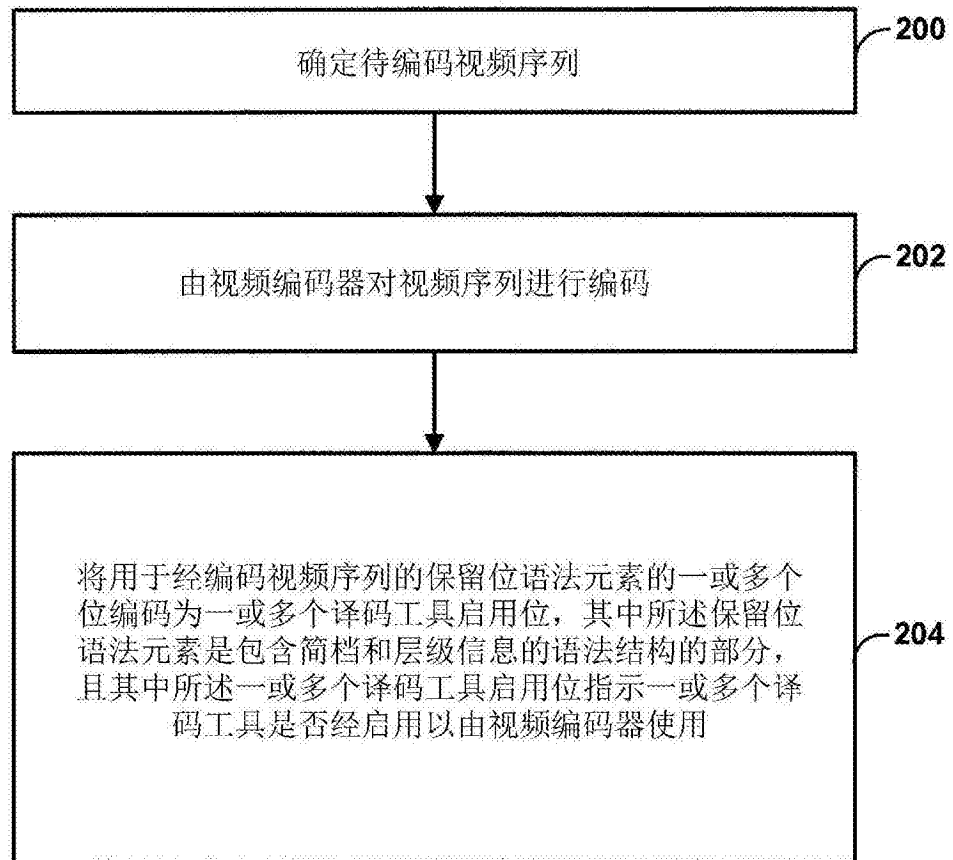 确定待编码视频序列
200
由视频编码器对视频序列进行编码
202
将用于经编码视频序列的保留位语法元素的一或多个
位编码为一或多个译码工具启用位，其中所述保留位
语法元素是包含简档和层级信息的语法结构的部分，
且其中所述一或多个译码工具启用位指示一或多个译
码工具是否经启用以由视频编码器使用
204